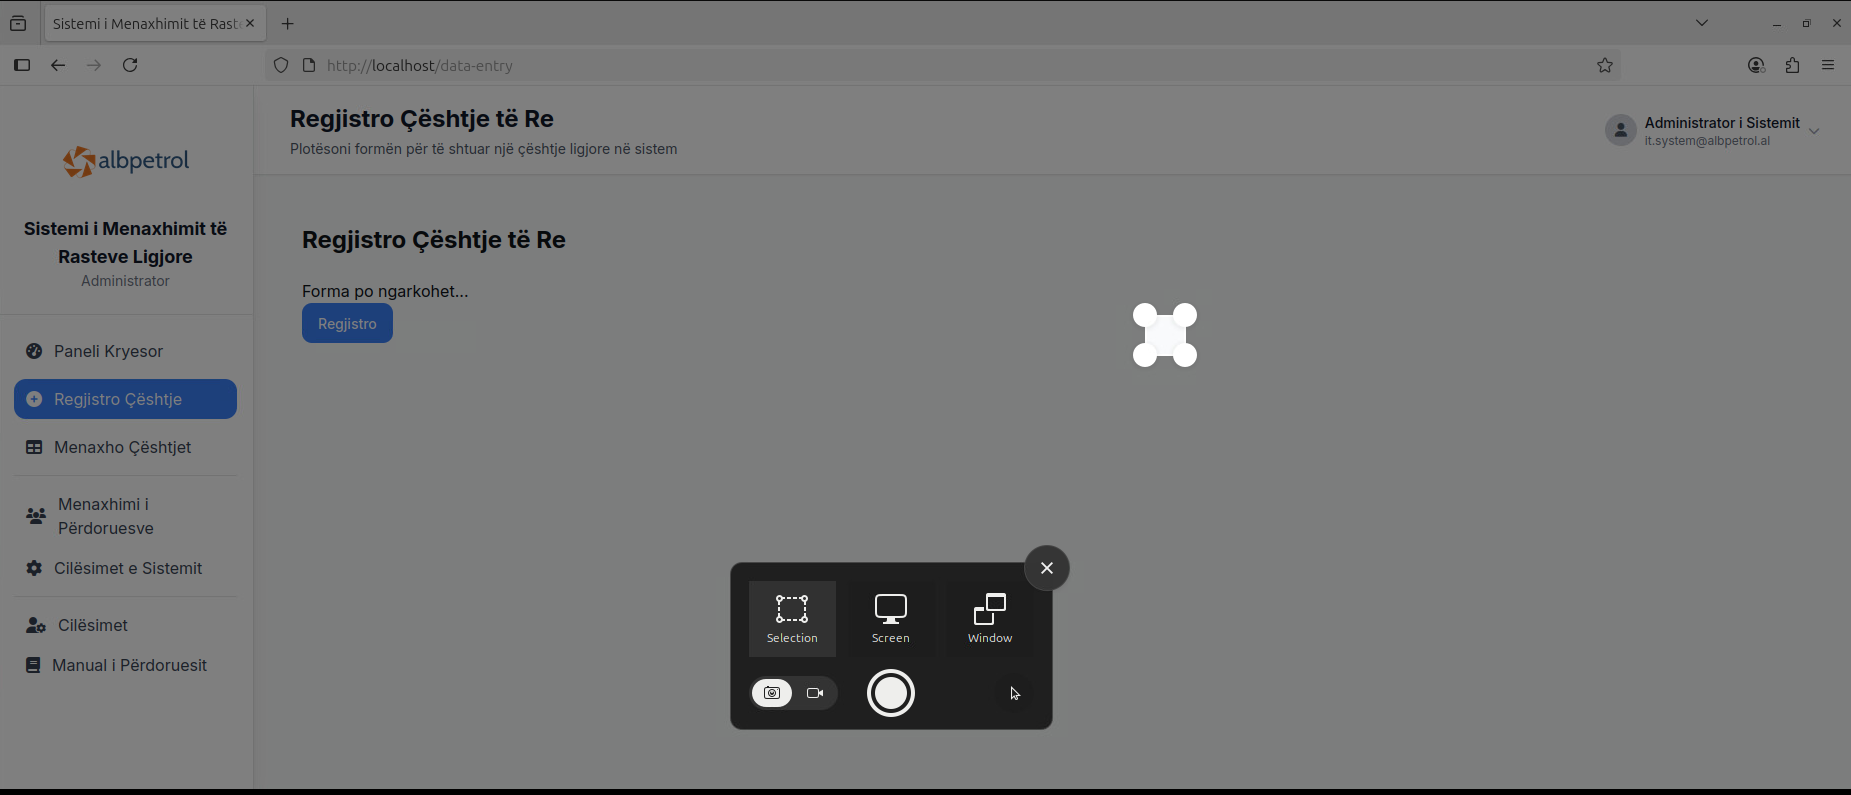 Sistemi i Menaxhimit të Rast
http://localhost/data-entry
albpetrol
Sistemi i Menaxhimit të
Rasteve Ligjore
Administrator
Paneli Kryesor
Regjistro Çështje
Menaxho Çështjet
Menaxhimi i
Përdoruesve
Cilësimet e Sistemit
Cilësimet
Manual i Përdoruesit
Regjistro Çështje të Re
Plotësoni formën për të shtuar një çështje ligjore në sistem
Administrator i Sistemit
it.system@albpetrol.al
Regjistro Çështje të Re
Forma po ngarkohet...
Regjistro
Selection
Screen
Window